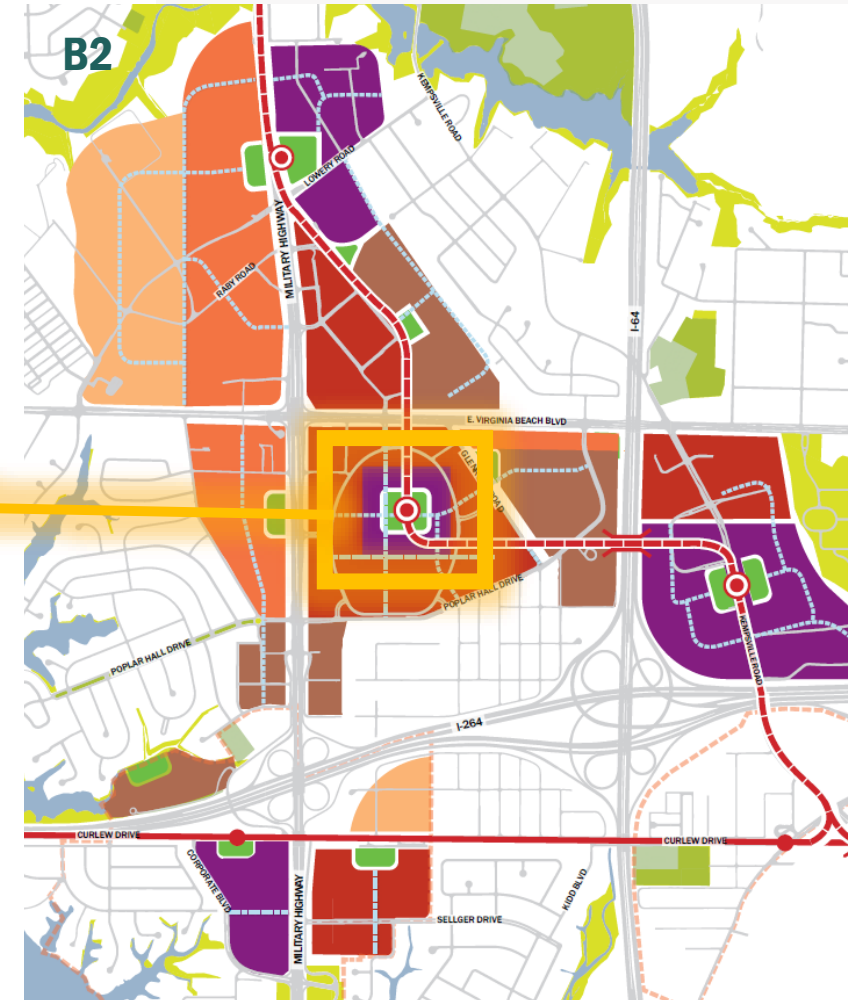 B2
KEMPSVILLE ROAD
LOWERY ROAD
MILITARY HIGHWAY
RABY ROAD
I-64
E. VIRGINIA BEACH BLVD
POPLAR HALL DRIVE
POPLAR HALL DRIVE
KEMPSVILLE ROAD
I-264
CURLEW DRIVE
CURLEW DRIVE
CORPORATE BLVD
MILITARY HIGHWAY
KIDD BLVD
SELLGER DRIVE